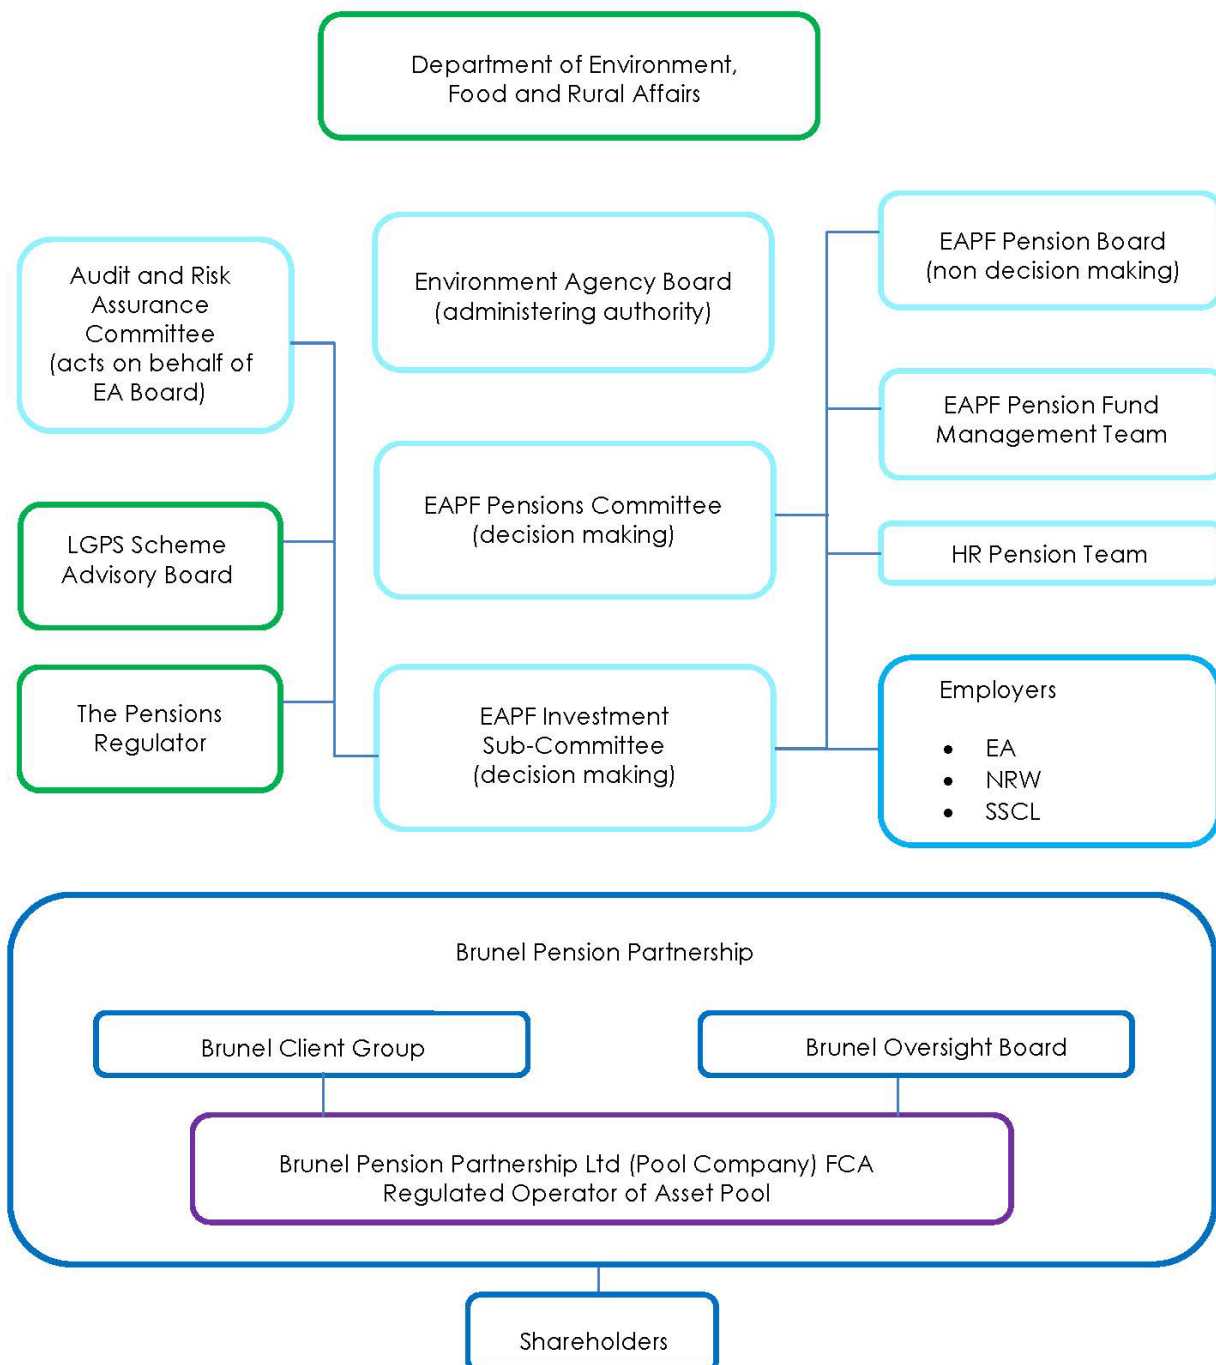 Department of Environment,
Food and Rural Affairs
Audit and Risk
Assurance
Committee
(acts on behalf of
EA Board)
Environment Agency Board
(administering authority)
EAPF Pension Board
(non decision making)
EAPF Pension Fund
Management Team
LGPS Scheme
Advisory Board
EAPF Pensions Committee
(decision making)
HR Pension Team
The Pensions
Regulator
EAPF Investment
Sub-Committee
(decision making)
Employers
• EA
• NRW
• SSCL
Brunel Pension Partnership
Brunel Client Group
Brunel Oversight Board
Brunel Pension Partnership Ltd (Pool Company) FCA
Regulated Operator of Asset Pool
Shareholders